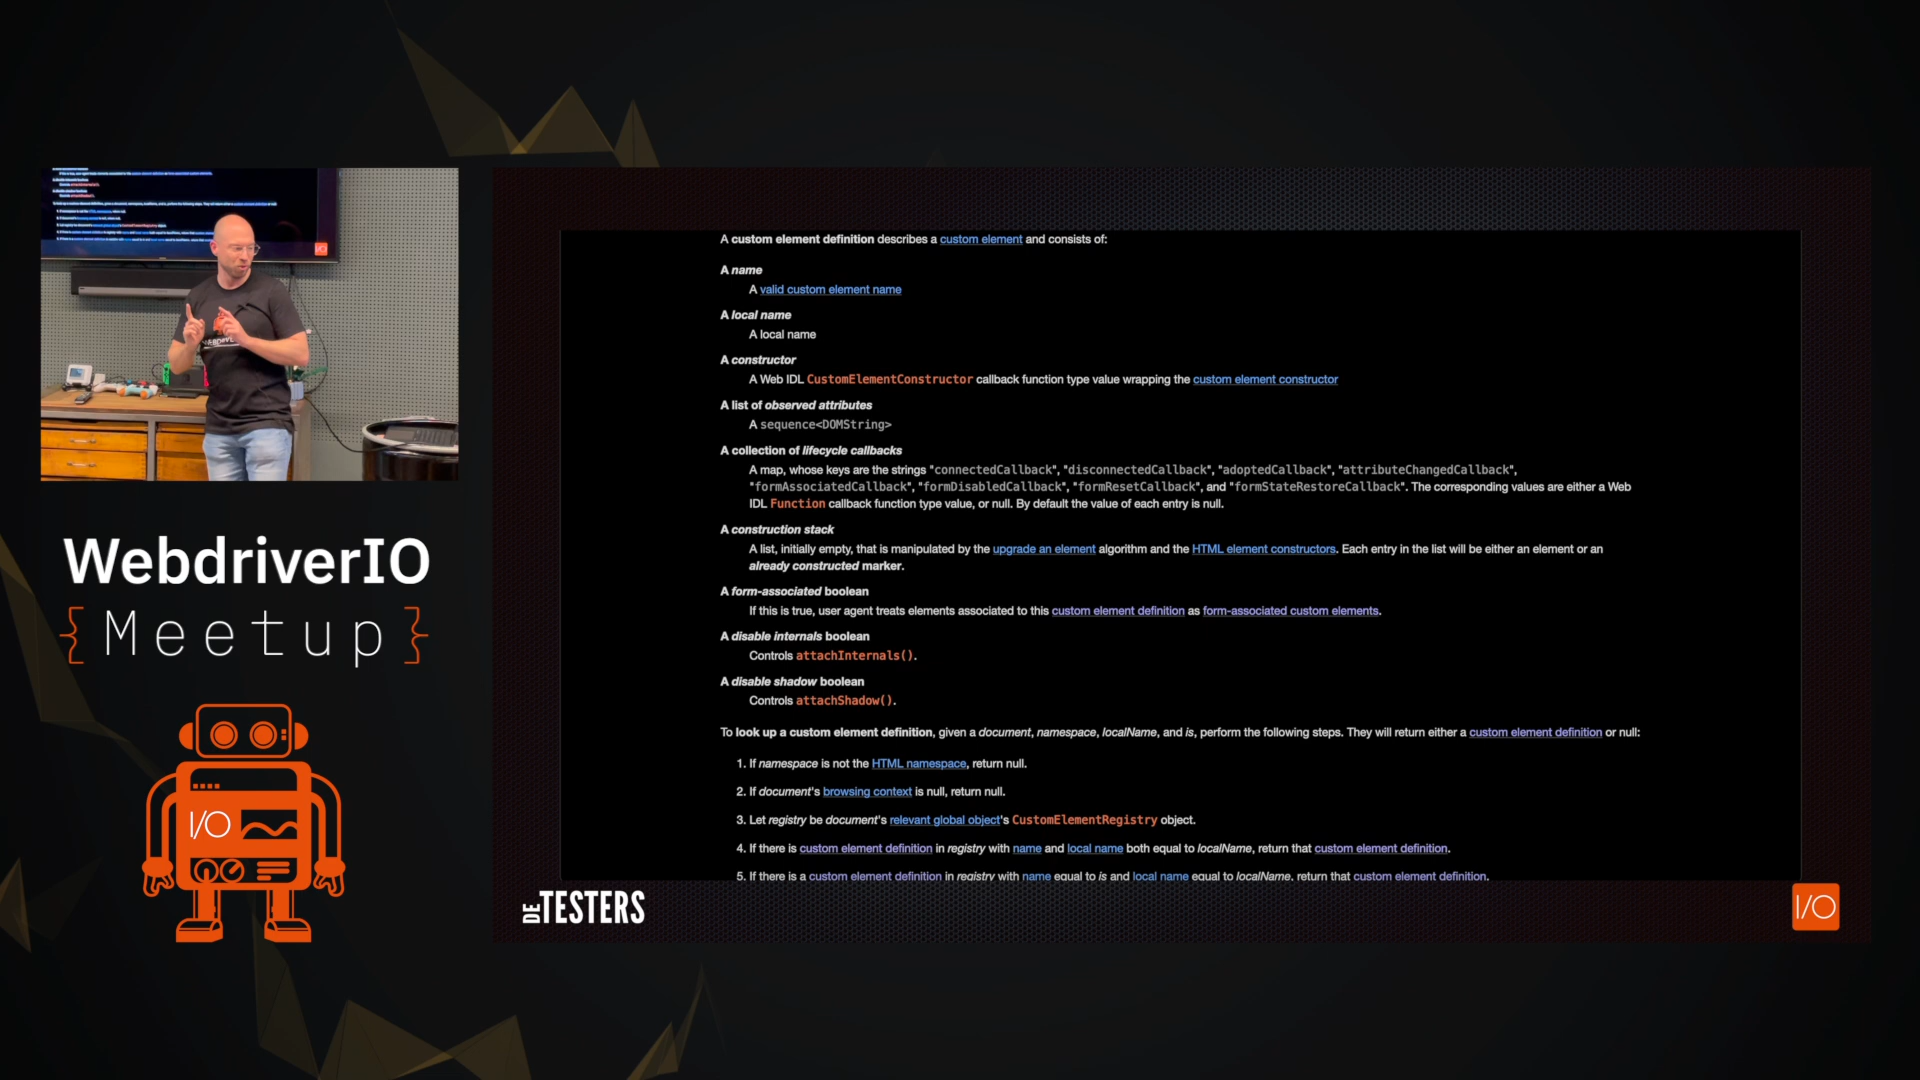 A custom element definition describes a custom element and consists of:
A name
A valid custom element name
A local name
A local name
A constructor
A Web IDL CustomElementConstructor callback function type value wrapping the custom element constructor
A list of observed attributes
A sequence<DOMString>
A collection of lifecycle callbacks
A map, whose keys are the strings "connectedCallback", "disconnectedCallback", "adoptedCallback", "attributeChangedCallback",
"formAssociatedCallback", "formDisabledCallback", "formResetCallback", and "formStateRestoreCallback". The corresponding values are either a Web
IDL Function callback function type value, or null. By default the value of each entry is null.
A construction stack
A list, initially empty, that is manipulated by the upgrade an element algorithm and the HTML element constructors. Each entry in the list will be either an element or an
already constructed marker.
A form-associated boolean
If this is true, user agent treats elements associated to this custom element definition as form-associated custom elements.
A disable internals boolean
Controls attachInternals().
A disable shadow boolean
Controls attachShadow().
To look up a custom element definition, given a document, namespace, localName, and is, perform the following steps. They will return either a custom element definition or null:
1. If namespace is not the HTML namespace, return null.
2. If document's browsing context is null, return null.
3. Let registry be document's relevant global object's CustomElementRegistry object.
4. If there is custom element definition in registry with name and local name both equal to localName, return that custom element definition.
5. If there is a custom element definition in registry with name equal to is and local name equal to localName, return that custom element definition.
WebdriverIO
{Meetup}
I/O
DE TESTERS
I/O